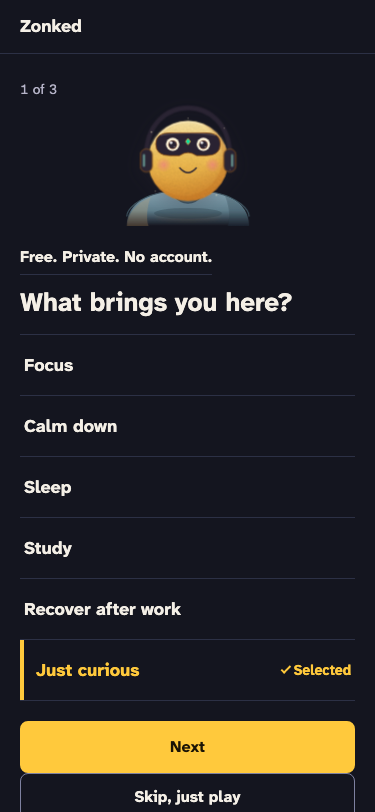 Zonked
1 of 3
Free. Private. No account.
What brings you here?
Focus
Calm down
Sleep
Study
Recover after work
Just curious
Selected
Next
Skip, just play